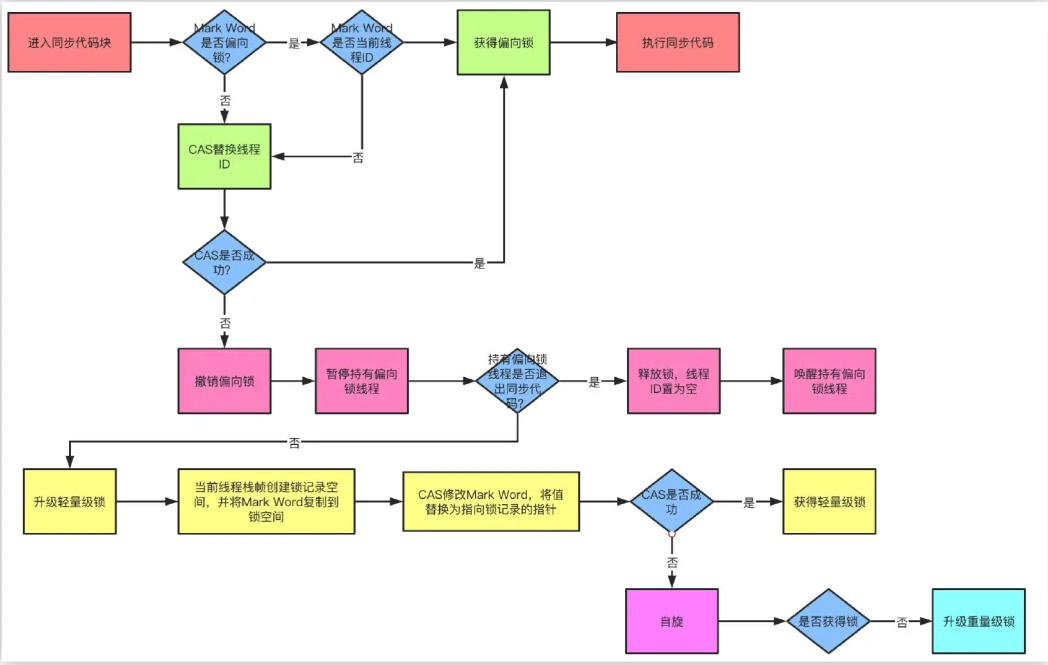 进入同步代码块
Mark Word
是否偏向
锁?
是
Mark Word
是否当前线
程ID
获得偏向锁
执行同步代码
否
CAS替换线程
ID
否
CAS是否成
功?
是
否
撤销偏向锁
暂停持有偏向
锁线程
持有偏向锁
线程是否退
出同步代
码?
是
释放锁，线程
ID置为空
唤醒持有偏向
锁线程
否
升级轻量级锁
当前线程栈帧创建锁记录空
间，并将Mark Word复制到
锁空间
CAS修改Mark Word，将值
替换为指向锁记录的指针
CAS是否成
功
是
获得轻量级锁
否
自旋
是否获得锁
否
升级重量级锁